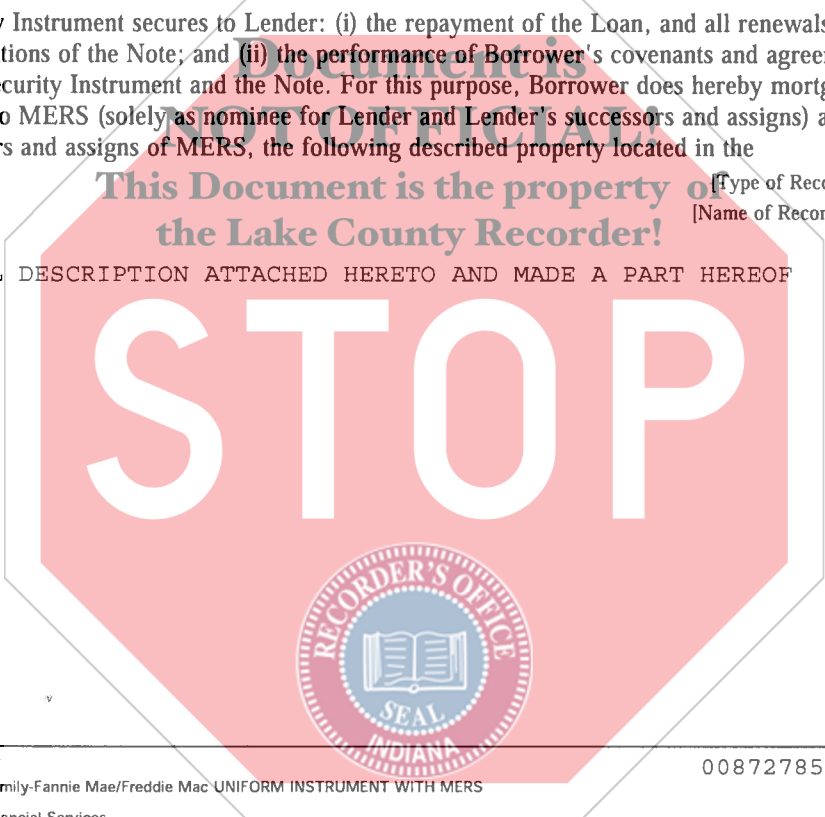 Instrument secures to Lender: (i) the repayment of the Loan, and all renewals
tions of the Note; and (ii) the performance of Borrower's covenants and agree
ecurity Instrument and the Note. For this purpose, Borrower does hereby mortg
o MERS (solely as nominee for Lender and Lender's successors and assigns) a
rs and assigns of MERS, the following described property located in the
[Type of Reco
[Name of Recor
Document is
NOT OFFICIAL!
This Document is the property of
the Lake County Recorder!
DESCRIPTION ATTACHED HERETO AND MADE A PART HEREOF
STOP
RECORDER'S OFFICE
SEAL
INDIANA
00872785
mily-Fannie Mae/Freddie Mac UNIFORM INSTRUMENT WITH MERS